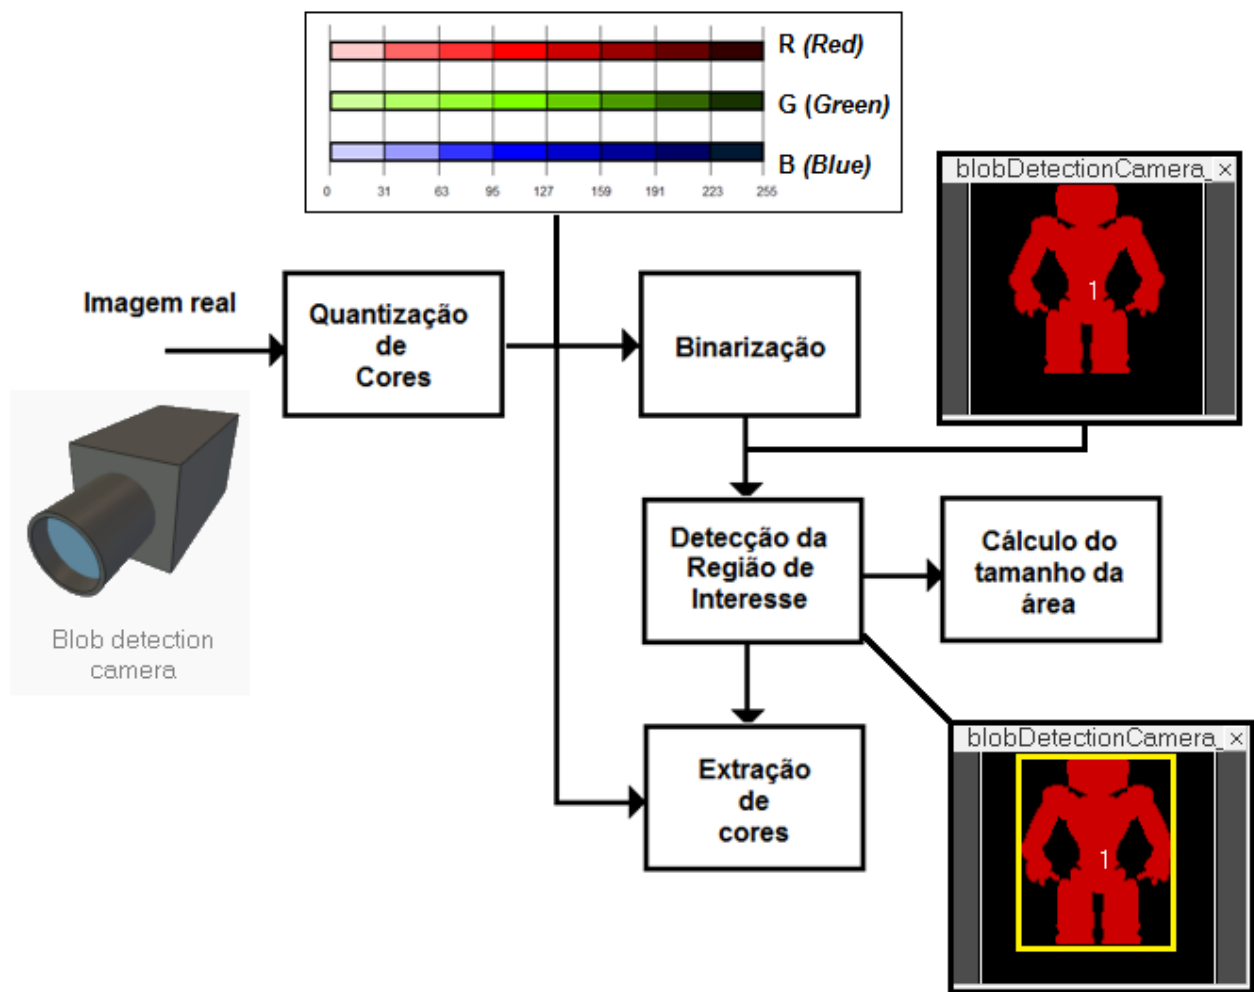 R (Red)
G (Green)
B (Blue)
0 31 63 95 127 159 191 223 255
blobDetectionCamera_ ×
1
Imagem real
Quantização
de
Cores
Binarização
Blob detection
camera
Detecção da
Região de
Interesse
Cálculo do
tamanho da
área
Extração
de
cores
blobDetectionCamera_ ×
1